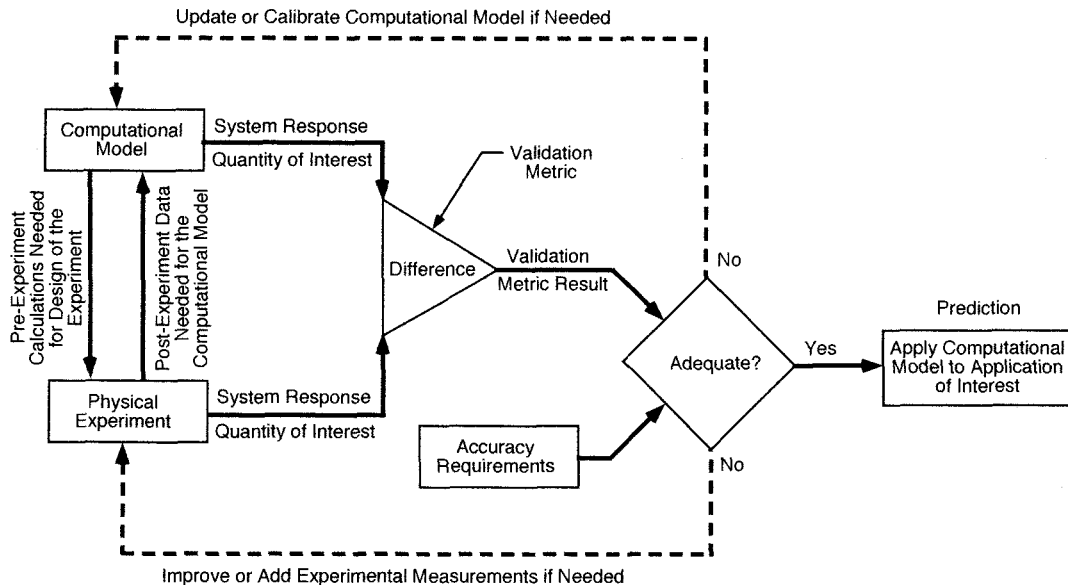 Update or Calibrate Computational Model if Needed
Computational
Model
System Response
Quantity of Interest
Validation
Metric
Pre-Experiment
Calculations Needed
for Design of the
Experiment
Post-Experiment Data
Needed for the
Computational Model
Difference
Validation
Metric Result
No
Adequate?
Yes
Prediction
Apply Computational
Model to Application
of Interest
Physical
Experiment
System Response
Quantity of Interest
Accuracy
Requirements
No
Improve or Add Experimental Measurements if Needed